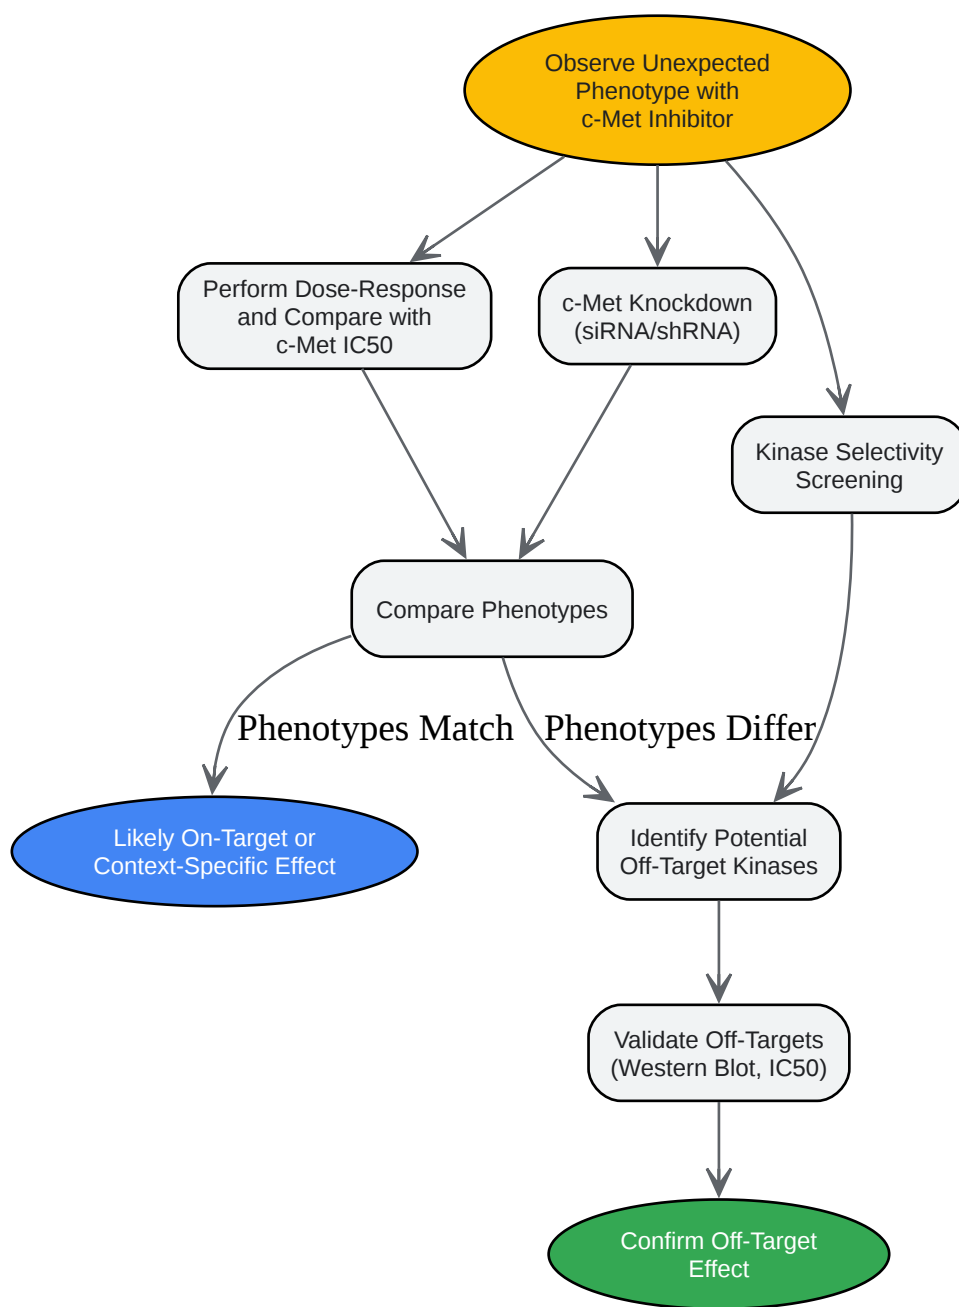 Observe Unexpected
Phenotype with
c-Met Inhibitor
Perform Dose-Response
and Compare with
c-Met IC50
c-Met Knockdown
(siRNA/shRNA)
Kinase Selectivity
Screening
Compare Phenotypes
Phenotypes Match
Phenotypes Differ
Likely On-Target or
Context-Specific Effect
Identify Potential
Off-Target Kinases
Validate Off-Targets
(Western Blot, IC50)
Confirm Off-Target
Effect